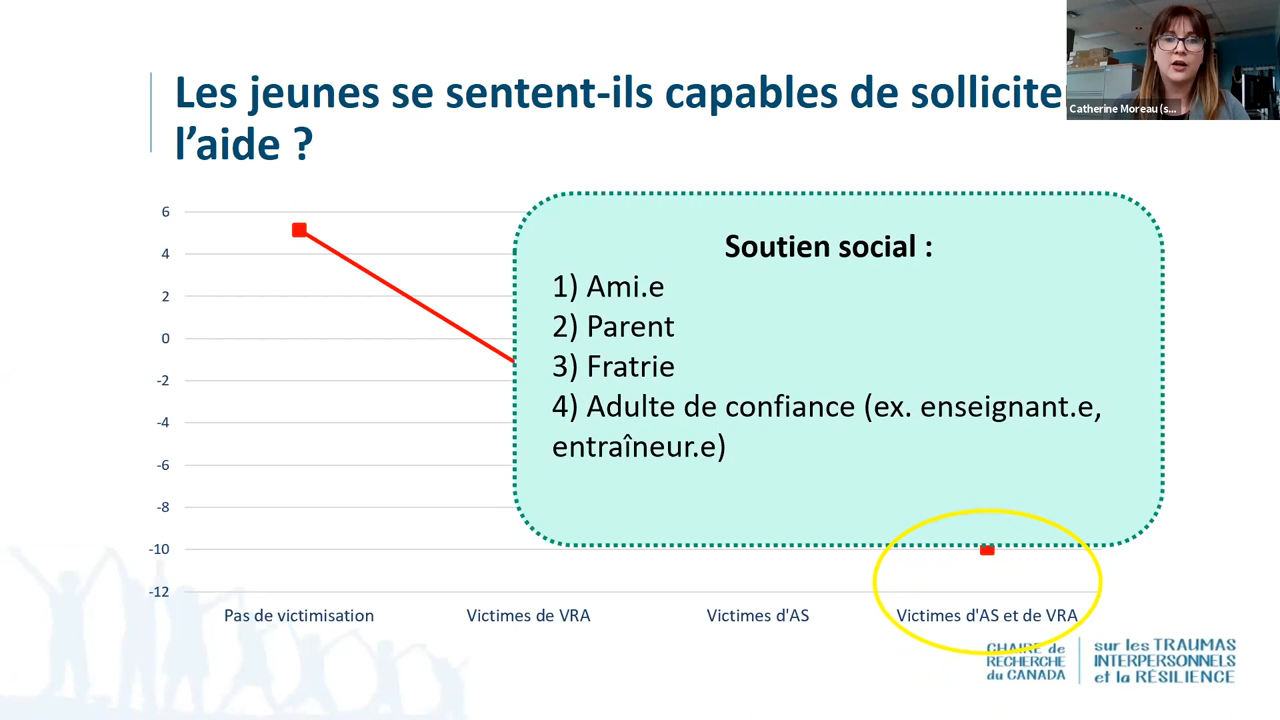 Les jeunes se sentent-ils capables de sollicite
l’aide ?
Catherine Moreau (s...
Soutien social :
1) Ami.e
2) Parent
3) Fratrie
4) Adulte de confiance (ex. enseignant.e,
entraîneur.e)
6
4
2
0
-2
-4
-6
-8
-10
-12
Pas de victimisation
Victimes de VRA
Victimes d'AS
Victimes d'AS et de VRA
CHAIRE de
RECHERCHE
du CANADA
sur les TRAUMAS
INTERPERSONNELS
et la RÉSILIENCE